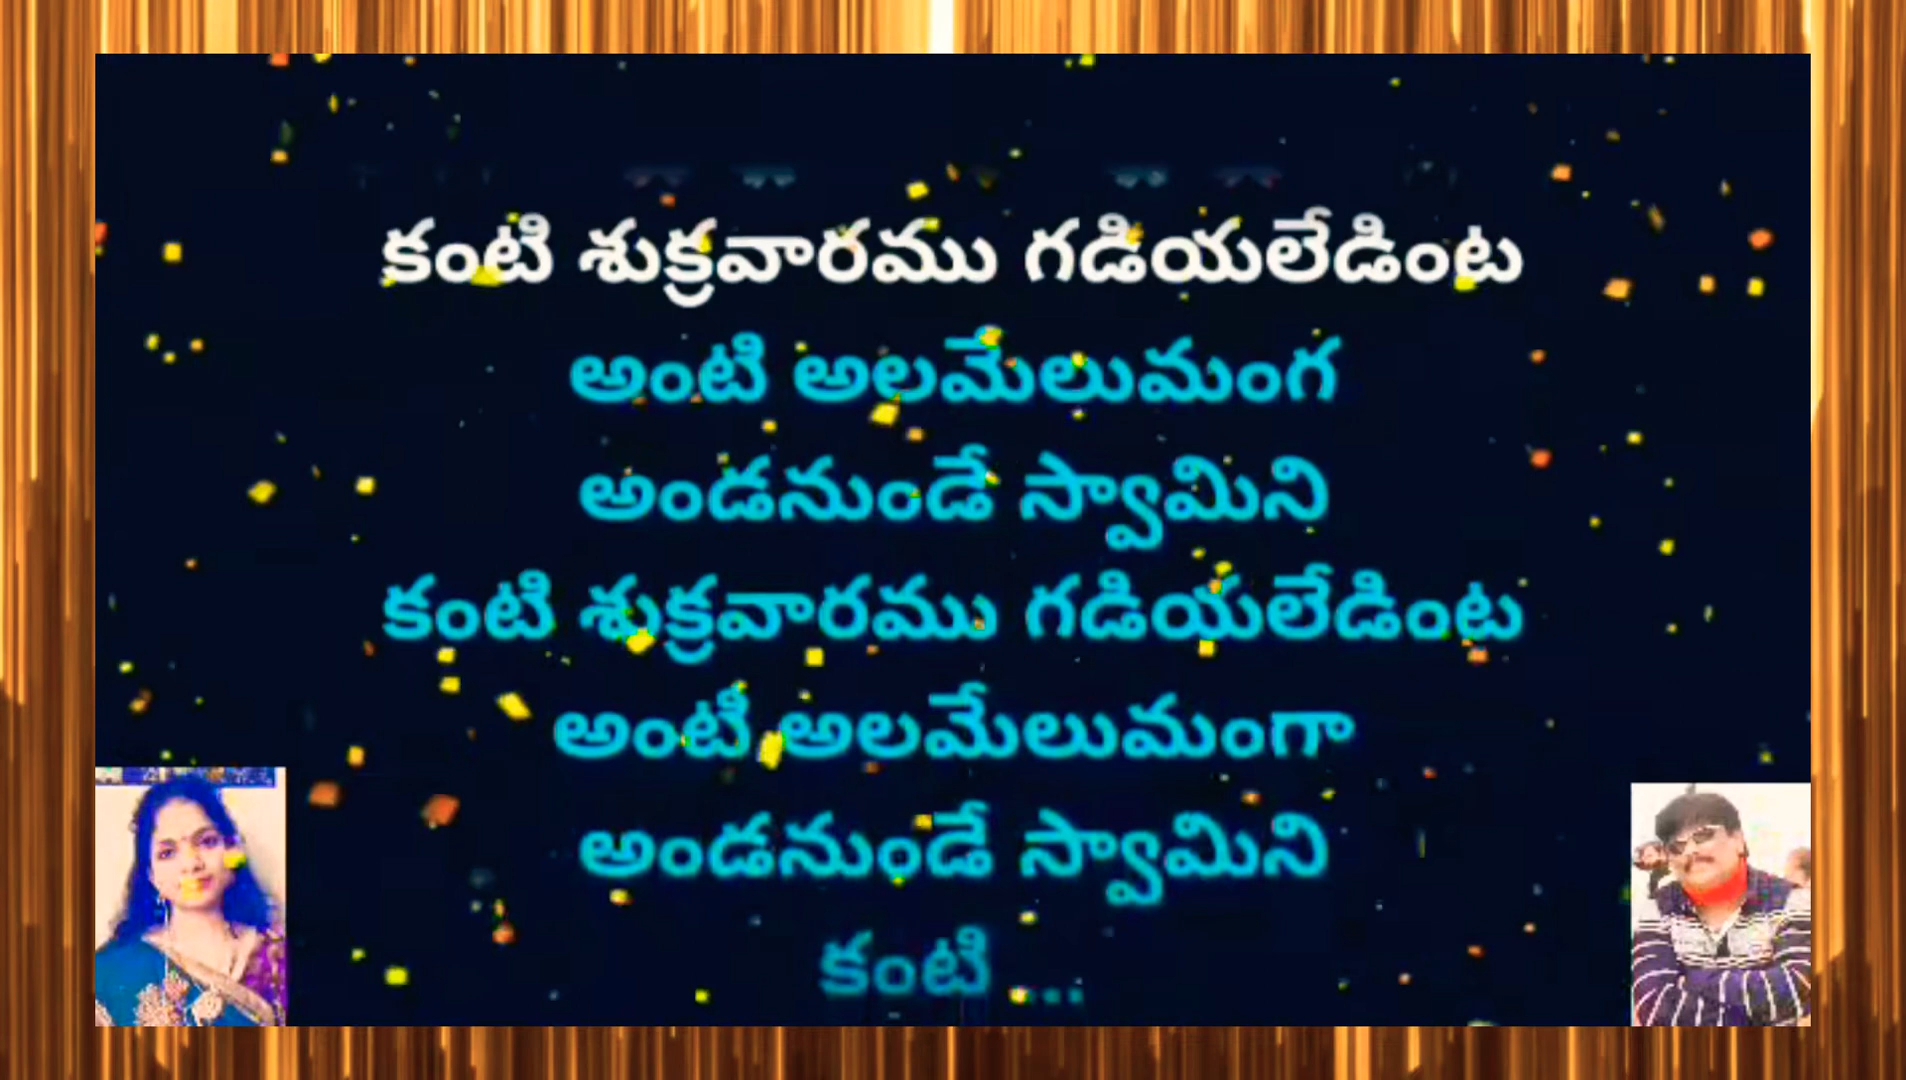 కంటి శుక్రవారము గడియలేడింట
అంటి అలమేలుమంగ
అండనుండే స్వామిని
కంటి శుక్రవారము గడియలేడింట
అంటీ అలమేలుమంగా
అండనుండే స్వామిని
కంటి ....